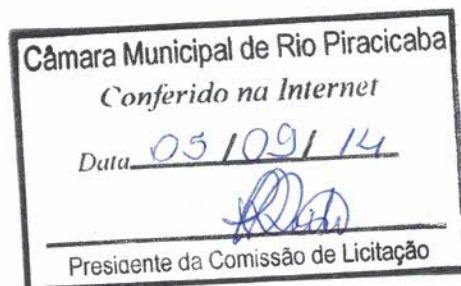 Câmara Municipal de Rio Piracicaba
Conferido na Internet
Data 05/09/14
Presidente da Comissão de Licitação